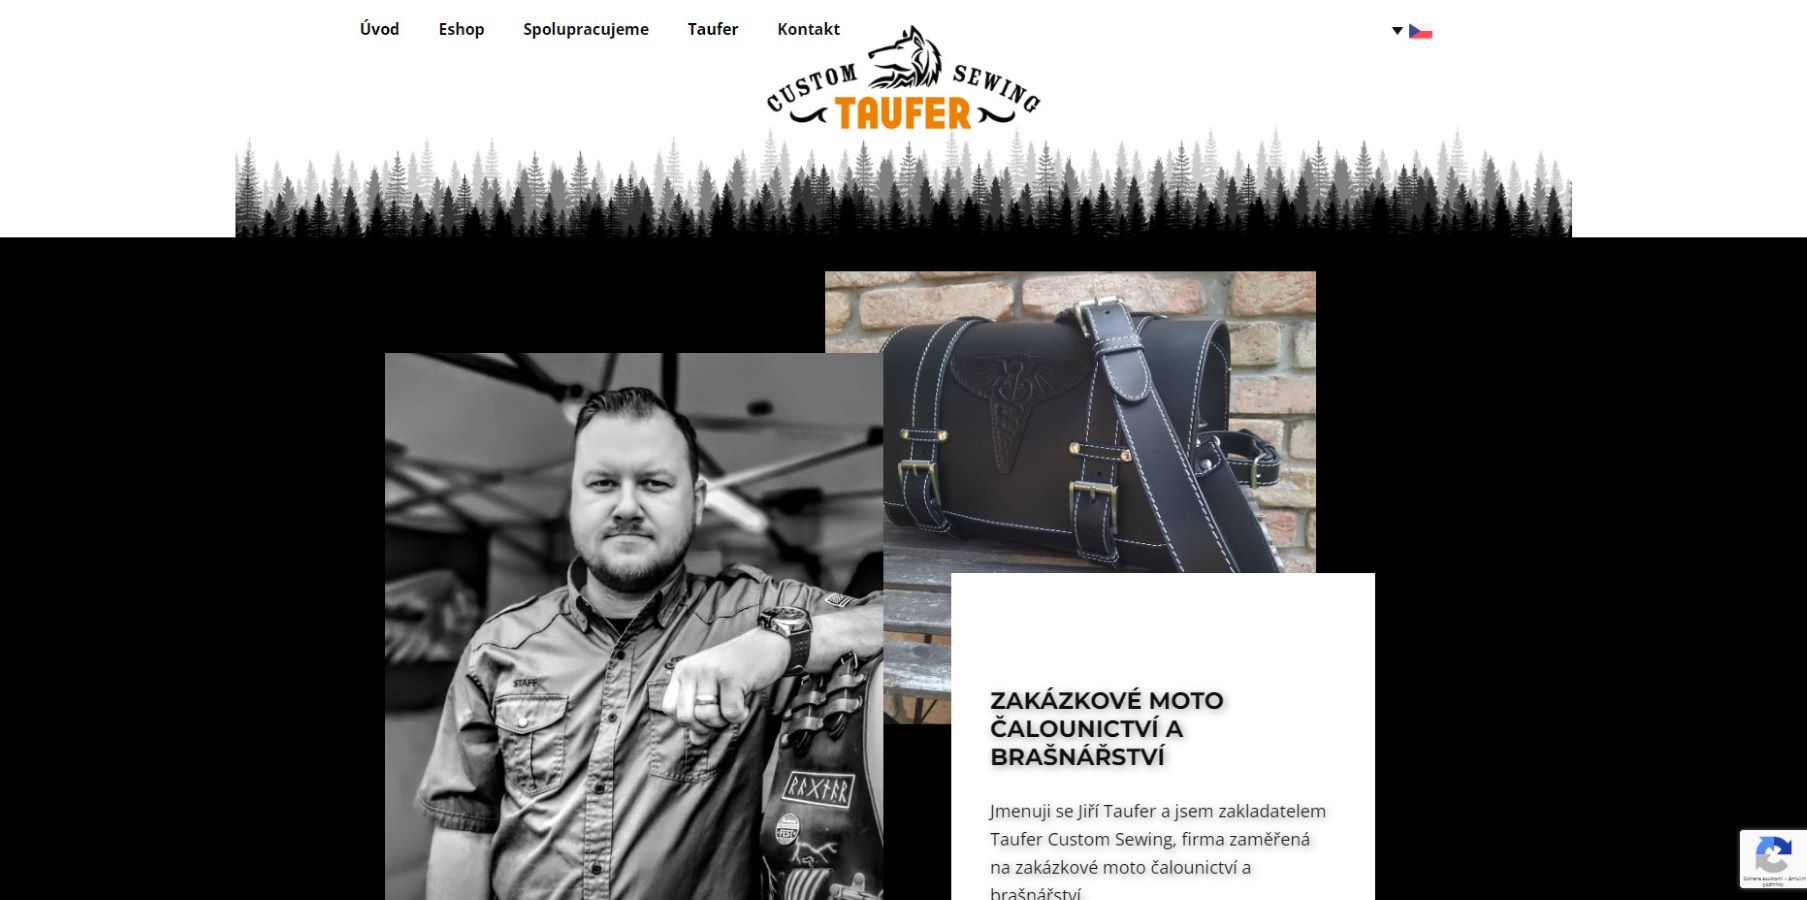 Úvod Eshop Spolupracujeme Taufer Kontakt
CUSTOM SEWING
TAUFER
STAFF
FEST
ZAKÁZKOVÉ MOTO
ČALOUNICTVÍ A
BRAŠNÁŘSTVÍ
Jmenuji se Jiří Taufer a jsem zakladatelem
Taufer Custom Sewing, firma zaměřená
na zakázkové moto čalounictví a
brašnářství.